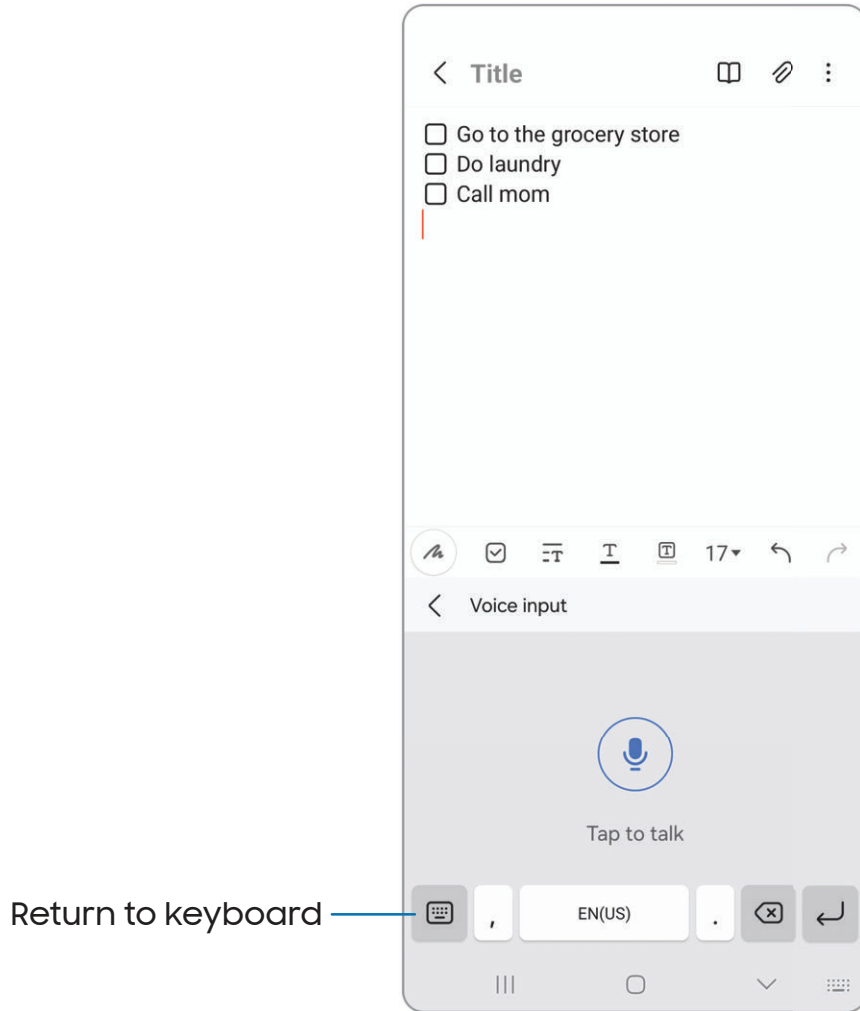 Title
Go to the grocery store
Do laundry
Call mom
17
Voice input
Tap to talk
Return to keyboard
, EN(US) .